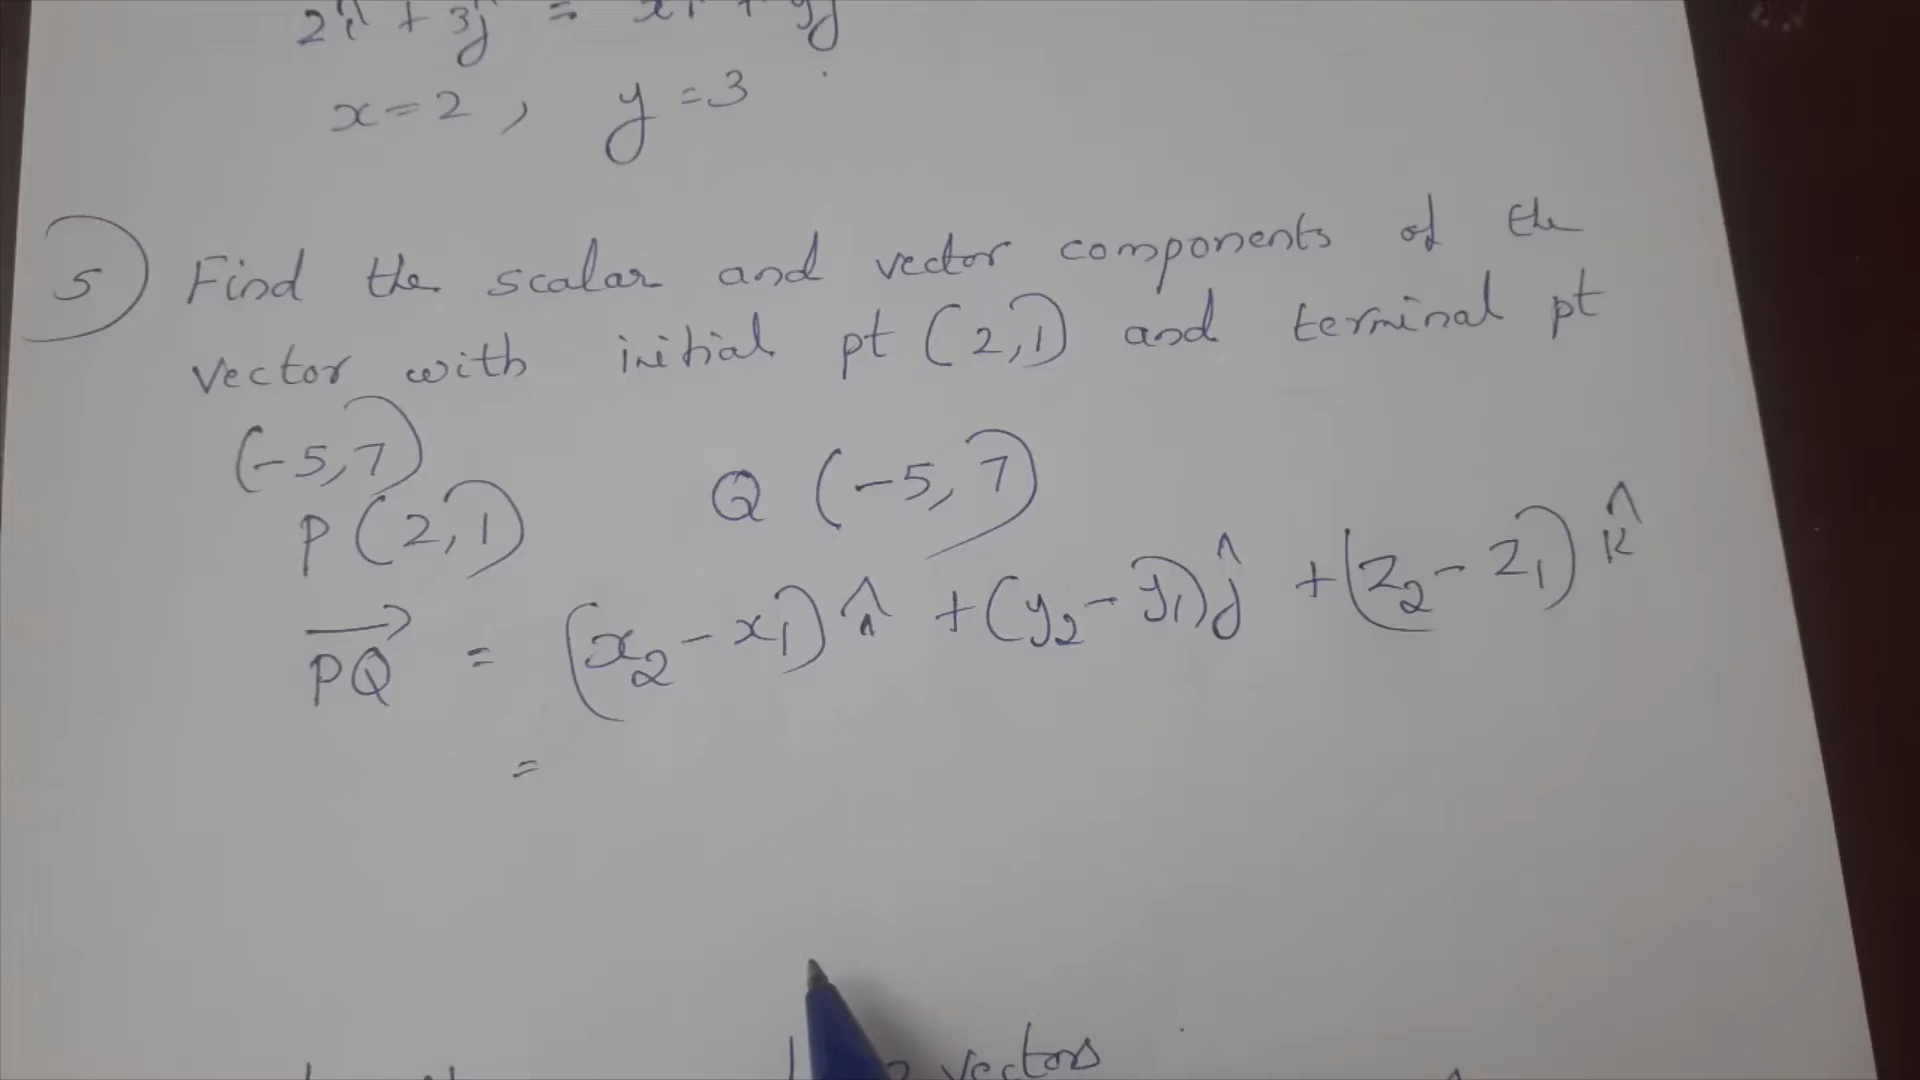 2î + 3ĵ = xî + yĵ
x = 2, y = 3
5) Find the scalar and vector components of the
vector with initial pt (2,1) and terminal pt
(-5,7)
P(2,1) Q (-5,7)
PQ⃗ = (x₂ - x₁) î + (y₂ - y₁) ĵ + (z₂ - z₁) k̂
=
vectors